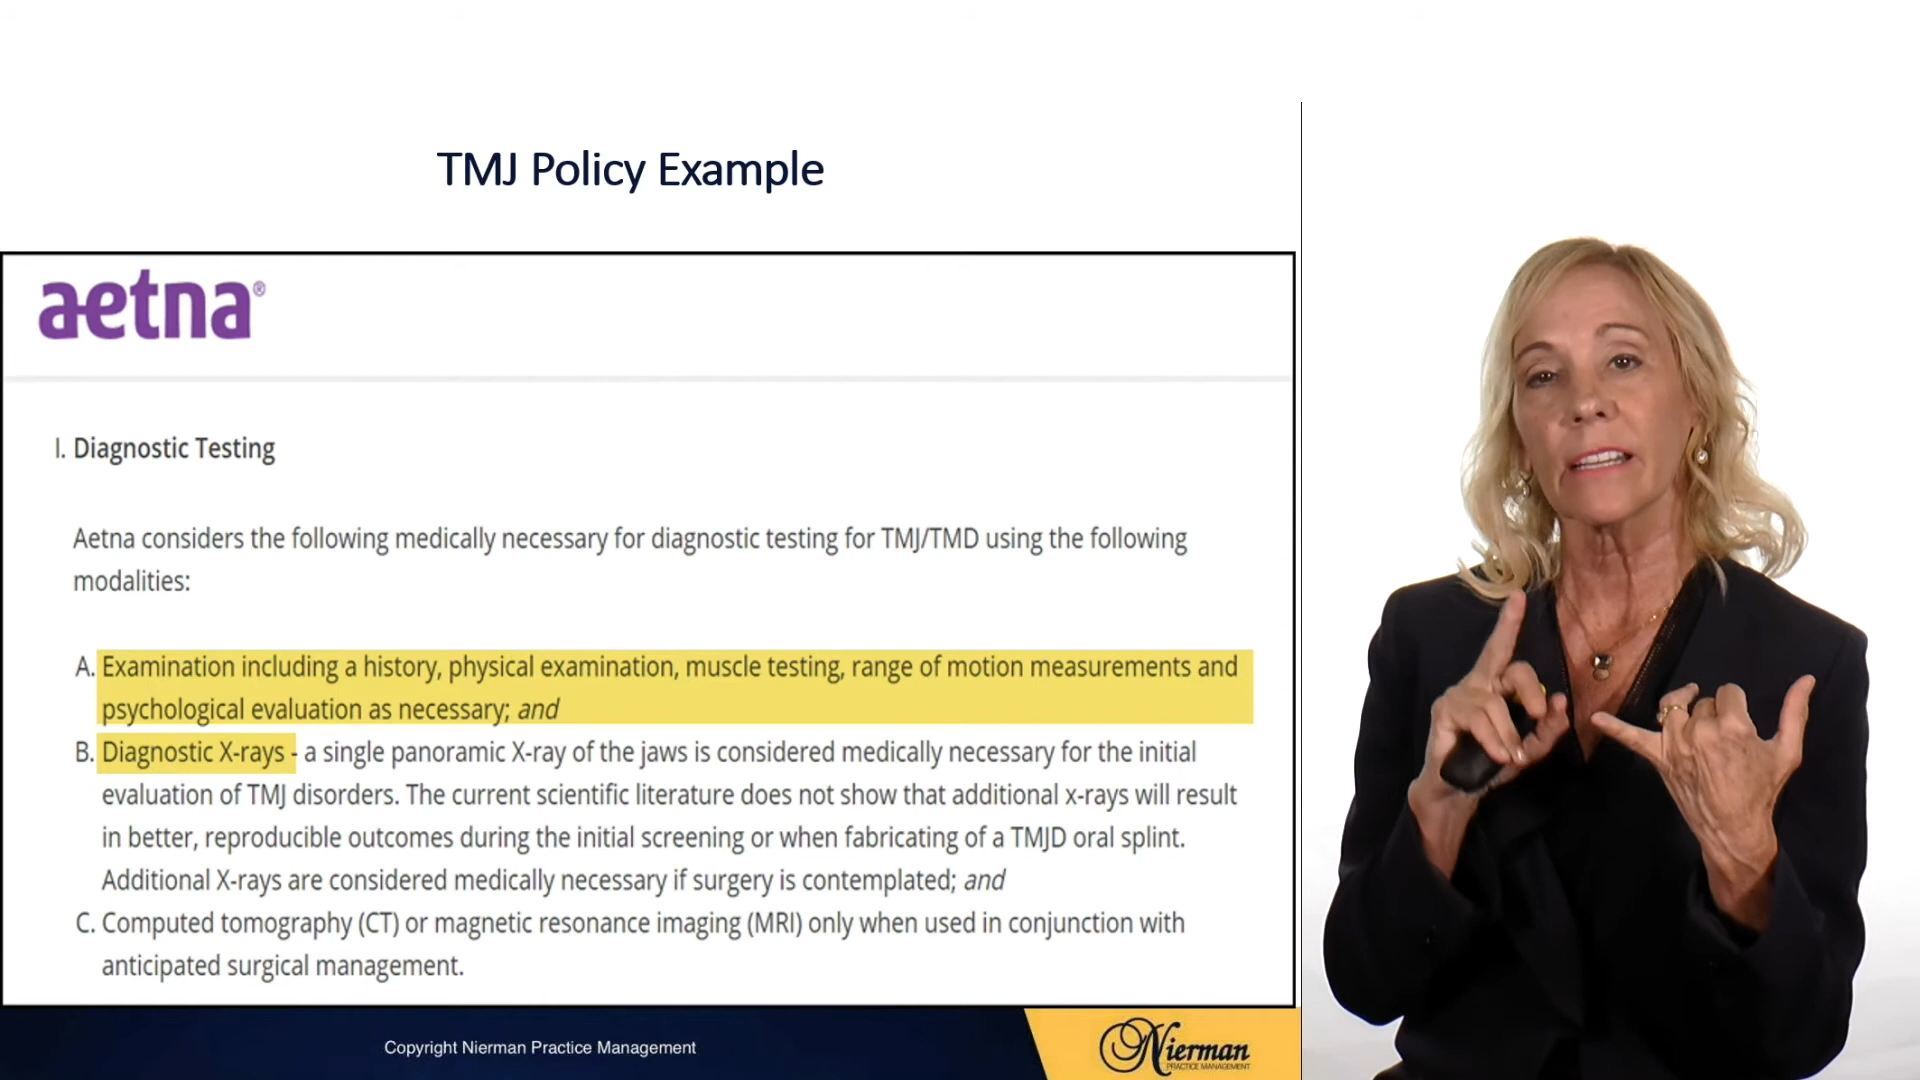 TMJ Policy Example
aetna®
I. Diagnostic Testing
Aetna considers the following medically necessary for diagnostic testing for TMJ/TMD using the following
modalities:
A. Examination including a history, physical examination, muscle testing, range of motion measurements and
psychological evaluation as necessary; and
B. Diagnostic X-rays - a single panoramic X-ray of the jaws is considered medically necessary for the initial
evaluation of TMJ disorders. The current scientific literature does not show that additional x-rays will result
in better, reproducible outcomes during the initial screening or when fabricating of a TMJD oral splint.
Additional X-rays are considered medically necessary if surgery is contemplated; and
C. Computed tomography (CT) or magnetic resonance imaging (MRI) only when used in conjunction with
anticipated surgical management.
Copyright Nierman Practice Management
Nierman
PRACTICE MANAGEMENT